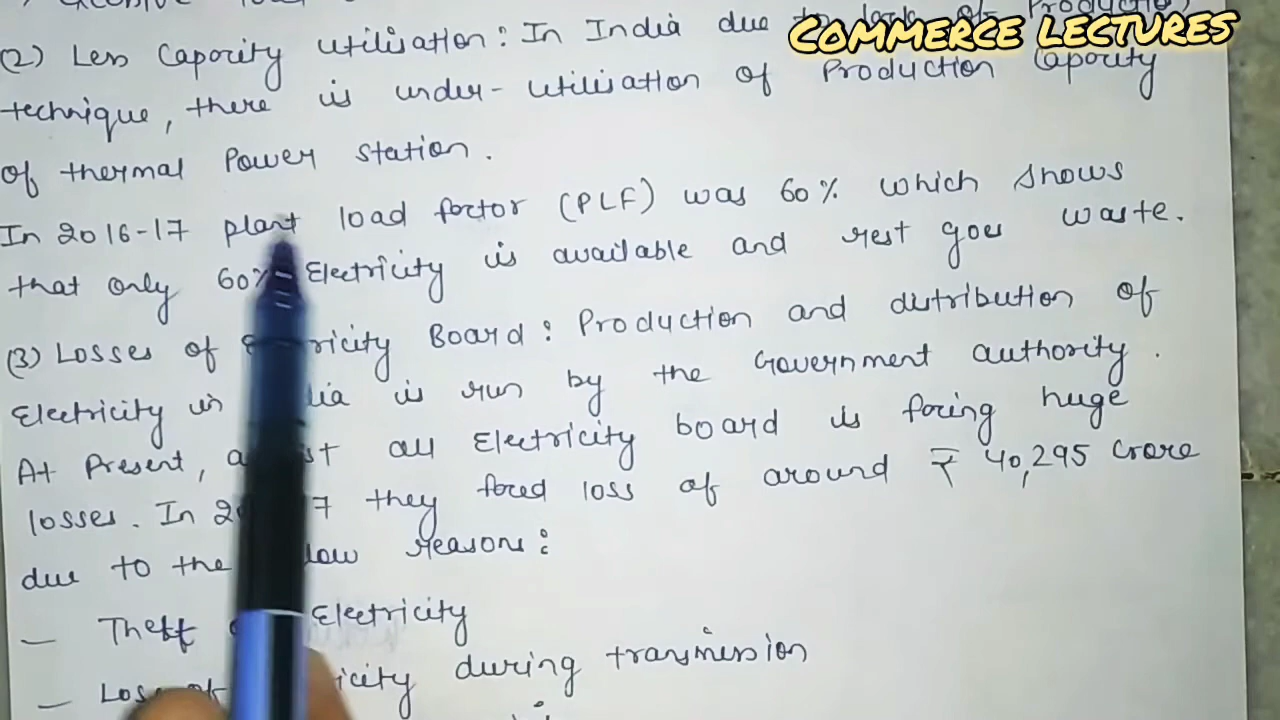 COMMERCE LECTURES
(2) Less Capacity utilisation: In India due
technique, there is under-utilisation of Production Capacity
of thermal Power station.
In 2016-17 plant load factor (PLF) was 60% which shows
that only 60% Electricity is available and rest goes waste.
(3) Losses of Electricity Board: Production and distribution of
Electricity in is run by the Government authority.
At Present, all Electricity board is facing huge
losses. In they faced loss of around ₹ 40,295 Crore
due to the reasons:
— Theft Electricity
— Loss of during transmission